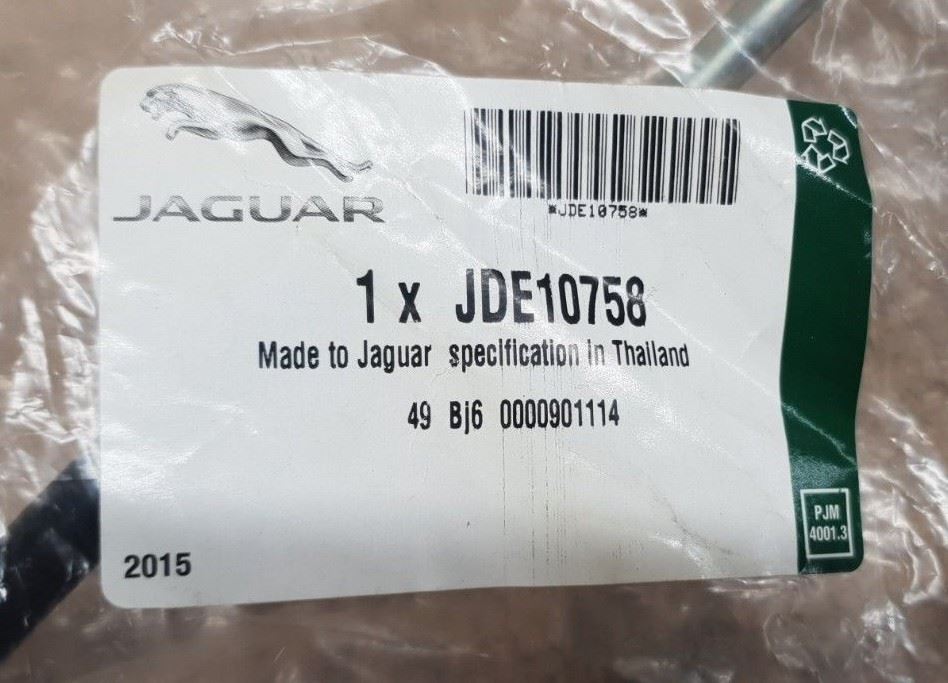 JAGUAR
*JDE10758*
1 x JDE10758
Made to Jaguar specification in Thailand
49 Bj6 0000901114
2015
PJM
4001.3